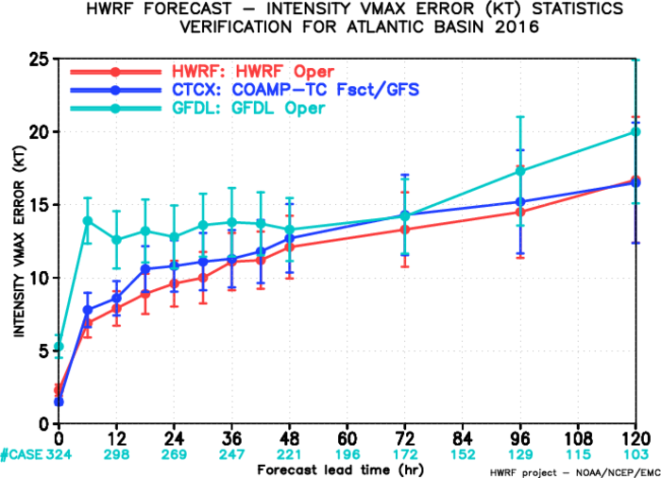 HWRF FORECAST – INTENSITY VMAX ERROR (KT) STATISTICS
VERIFICATION FOR ATLANTIC BASIN 2016
HWRF: HWRF Oper
CTCX: COAMP–TC Fsct/GFS
GFDL: GFDL Oper
INTENSITY VMAX ERROR (KT)
25
20
15
10
5
0
0 12 24 36 48 60 72 84 96 108 120
#CASE 324 298 269 247 221 196 172 152 129 115 103
Forecast lead time (hr)
HWRF project – NOAA/NCEP/EMC